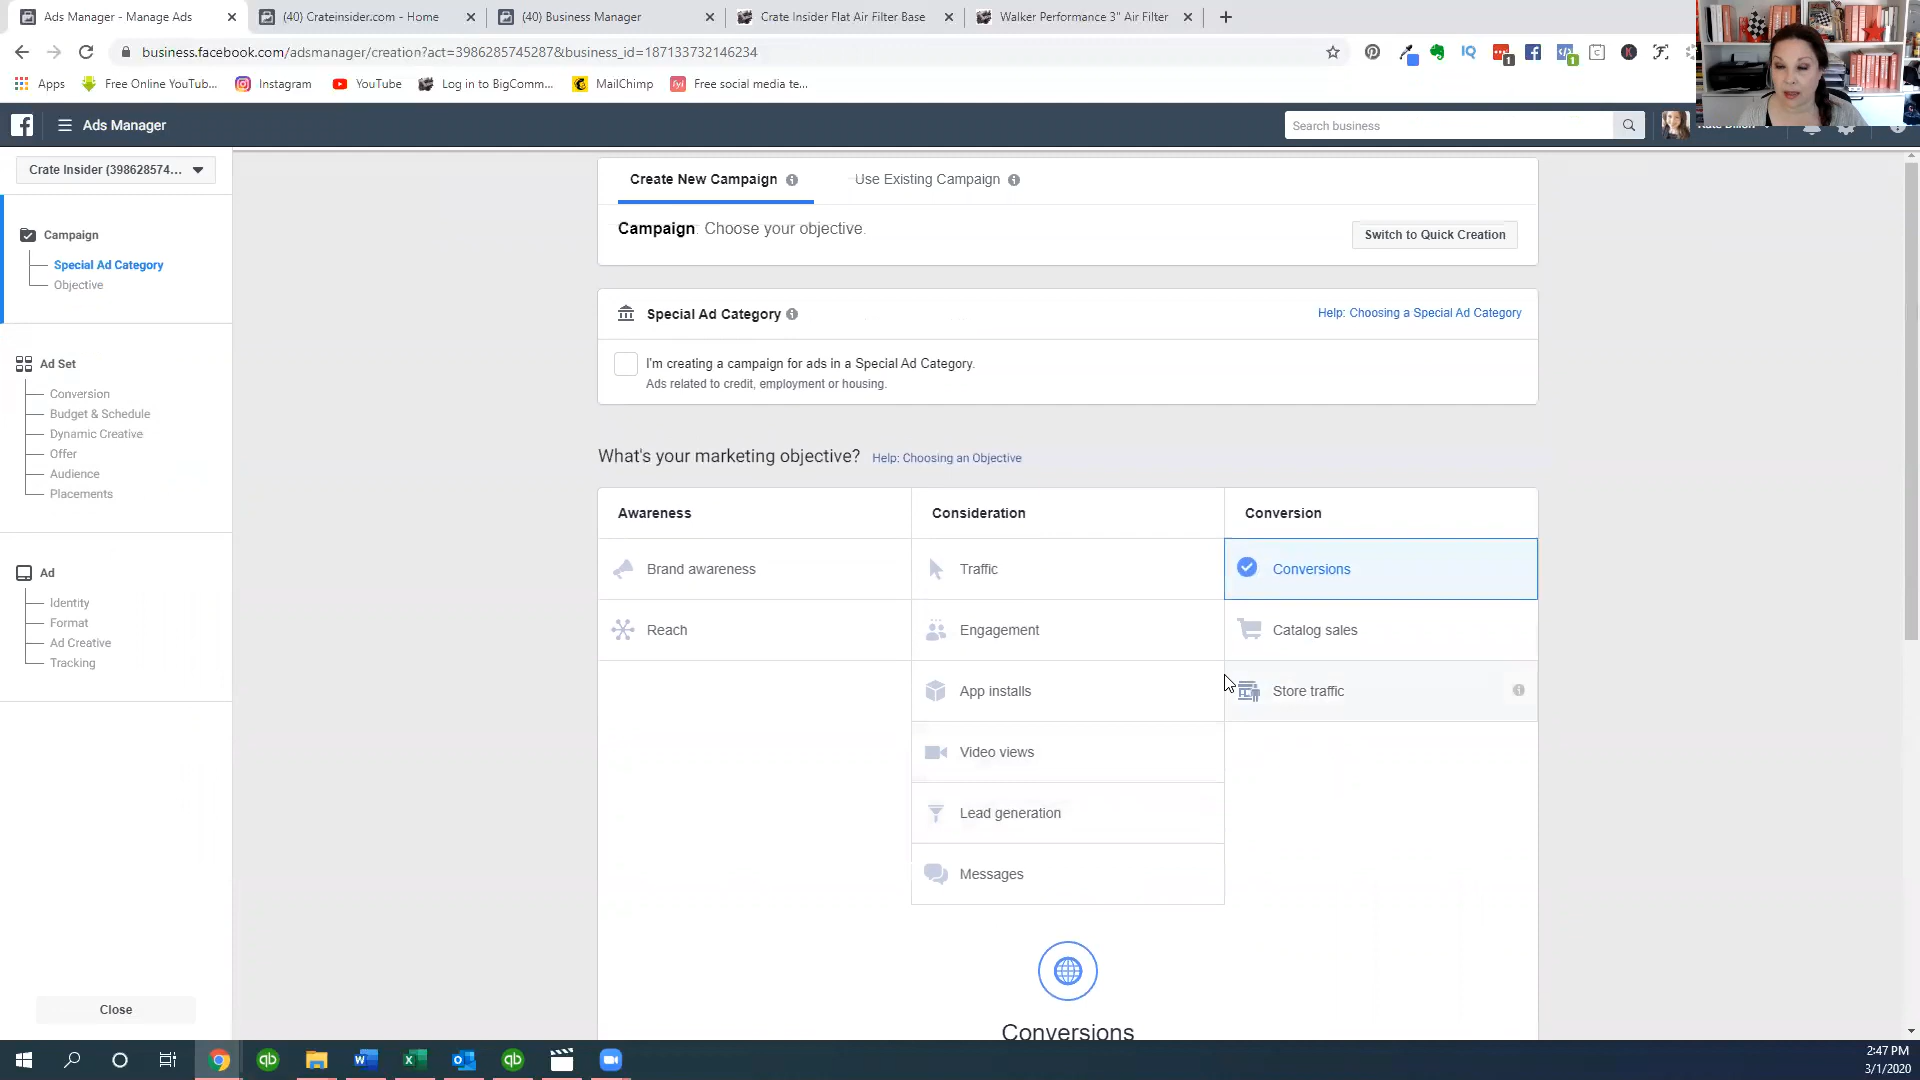 Ads Manager - Manage Ads
(40) Crateinsider.com - Home
(40) Business Manager
Crate Insider Flat Air Filter Base
Walker Performance 3" Air Filter
business.facebook.com/adsmanager/creation?act=3986285745287&business_id=187133732146234
Apps
Free Online YouTub...
Instagram
YouTube
Log in to BigComm...
MailChimp
Free social media te...
Ads Manager
Search business
Crate Insider (398628574...
Campaign
Special Ad Category
Objective
Ad Set
Conversion
Budget & Schedule
Dynamic Creative
Offer
Audience
Placements
Ad
Identity
Format
Ad Creative
Tracking
Close
Create New Campaign
Use Existing Campaign
Campaign: Choose your objective.
Switch to Quick Creation
Special Ad Category
Help: Choosing a Special Ad Category
I'm creating a campaign for ads in a Special Ad Category.
Ads related to credit, employment or housing.
What's your marketing objective?
Help: Choosing an Objective
Awareness
Consideration
Conversion
Brand awareness
Traffic
Conversions
Reach
Engagement
Catalog sales
App installs
Store traffic
Video views
Lead generation
Messages
Conversions
2:47 PM
3/1/2020